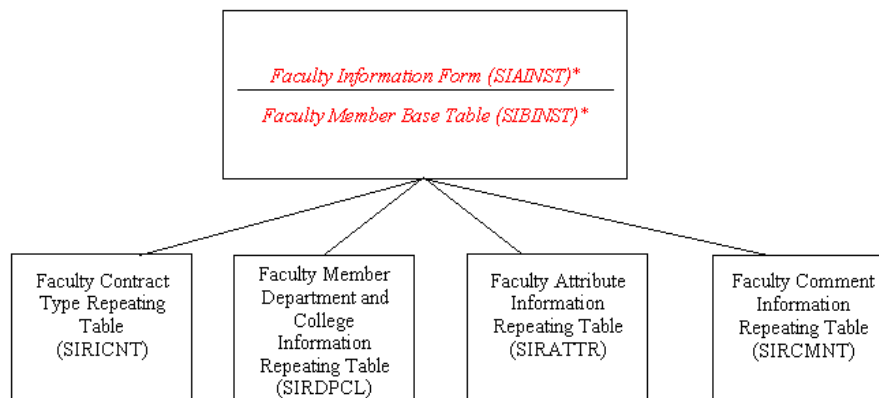 Faculty Information Form (SIAINST)*
Faculty Member Base Table (SIBINST)*
Faculty Contract
Type Repeating
Table
(SIRICNT)
Faculty Member
Department and
College
Information
Repeating Table
(SIRDPCL)
Faculty Attribute
Information
Repeating Table
(SIRATTR)
Faculty Comment
Information
Repeating Table
(SIRCMNT)